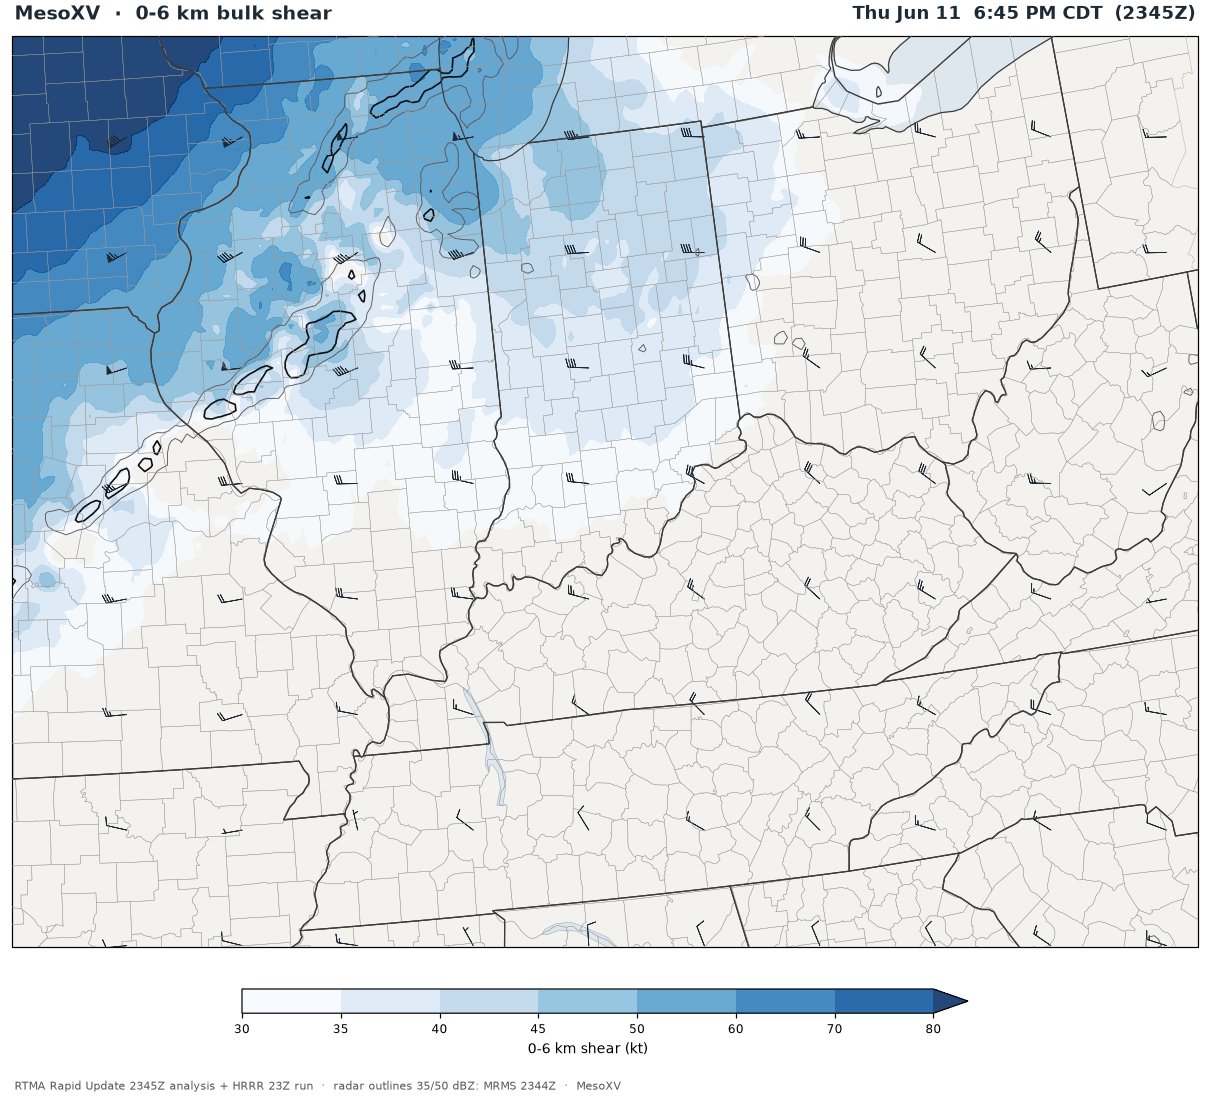 MesoXV · 0-6 km bulk shear
Thu Jun 11 6:45 PM CDT (2345Z)
30 35 40 45 50 60 70 80
0-6 km shear (kt)
RTMA Rapid Update 2345Z analysis + HRRR 23Z run · radar outlines 35/50 dBZ: MRMS 2344Z · MesoXV